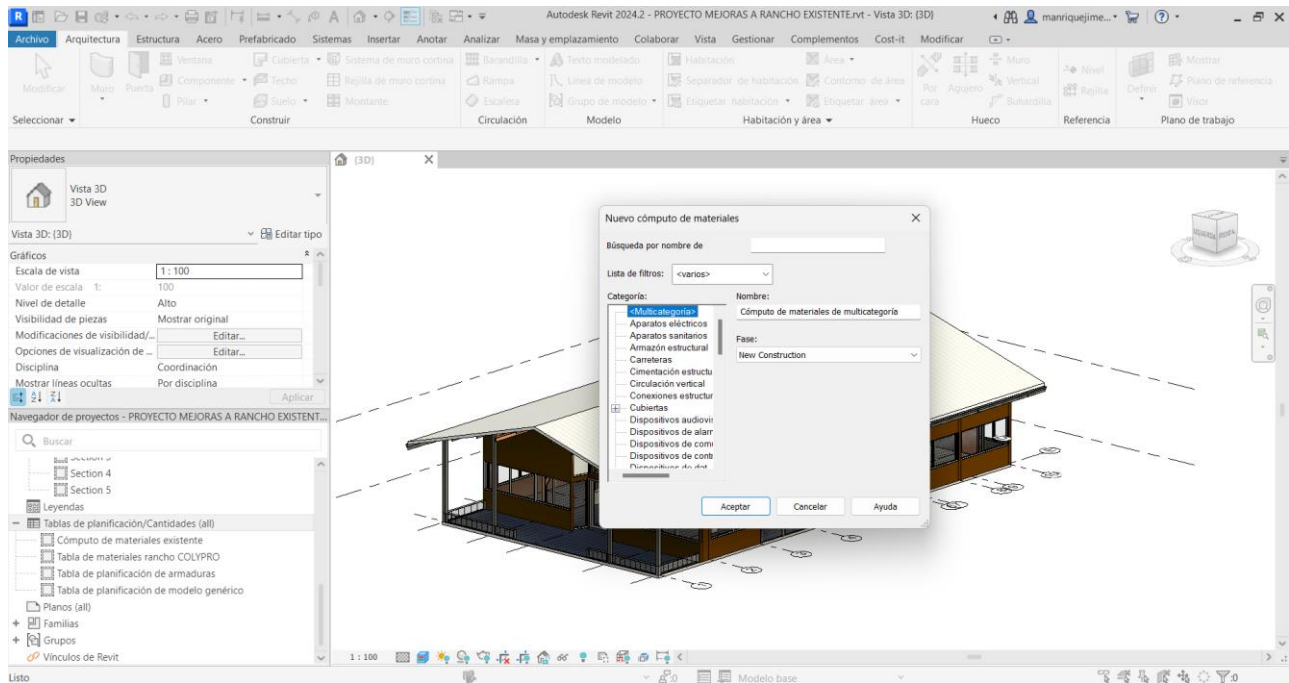 Autodesk Revit 2024.2 - PROYECTO MEJORAS A RANCHO EXISTENTE.rvt - Vista 3D: {3D}
manriquejime...
Archivo Arquitectura Estructura Acero Prefabricado Sistemas Insertar Anotar Analizar Masa y emplazamiento Colaborar Vista Gestionar Complementos Cost-it Modificar
Modificar
Muro
Puerta
Ventana
Componente
Pilar
Cubierta
Techo
Suelo
Sistema de muro cortina
Rejilla de muro cortina
Montante
Barandilla
Rampa
Escalera
Texto modelado
Línea de modelo
Grupo de modelo
Habitación
Separador de habitación
Etiquetar habitación
Área
Contorno de área
Etiquetar área
Por cara
Agujero
Muro
Vertical
Buhardilla
Nivel
Rejilla
Definir
Mostrar
Plano de referencia
Visor
Seleccionar Construir Circulación Modelo Habitación y área Hueco Referencia Plano de trabajo
Propiedades
Vista 3D
3D View
Vista 3D: {3D} Editar tipo
Gráficos
Escala de vista 1 : 100
Valor de escala 1: 100
Nivel de detalle Alto
Visibilidad de piezas Mostrar original
Modificaciones de visibilidad/... Editar...
Opciones de visualización de ... Editar...
Disciplina Coordinación
Mostrar líneas ocultas Por disciplina
Aplicar
Navegador de proyectos - PROYECTO MEJORAS A RANCHO EXISTENT...
Buscar
Section 4
Section 5
Leyendas
Tablas de planificación/Cantidades (all)
Cómputo de materiales existente
Tabla de materiales rancho COLYPRO
Tabla de planificación de armaduras
Tabla de planificación de modelo genérico
Planos (all)
Familias
Grupos
Vínculos de Revit
{3D}
Nuevo cómputo de materiales
Búsqueda por nombre de
Lista de filtros: <varios>
Categoría:
<Multicategoría>
Aparatos eléctricos
Aparatos sanitarios
Armazón estructural
Carreteras
Cimentación estructu
Circulación vertical
Conexiones estructur
Cubiertas
Dispositivos audiovis
Dispositivos de alarr
Dispositivos de com
Dispositivos de contr
Nombre:
Cómputo de materiales de multicategoría
Fase:
New Construction
Aceptar Cancelar Ayuda
1 : 100
Listo
:0
Modelo base
:0